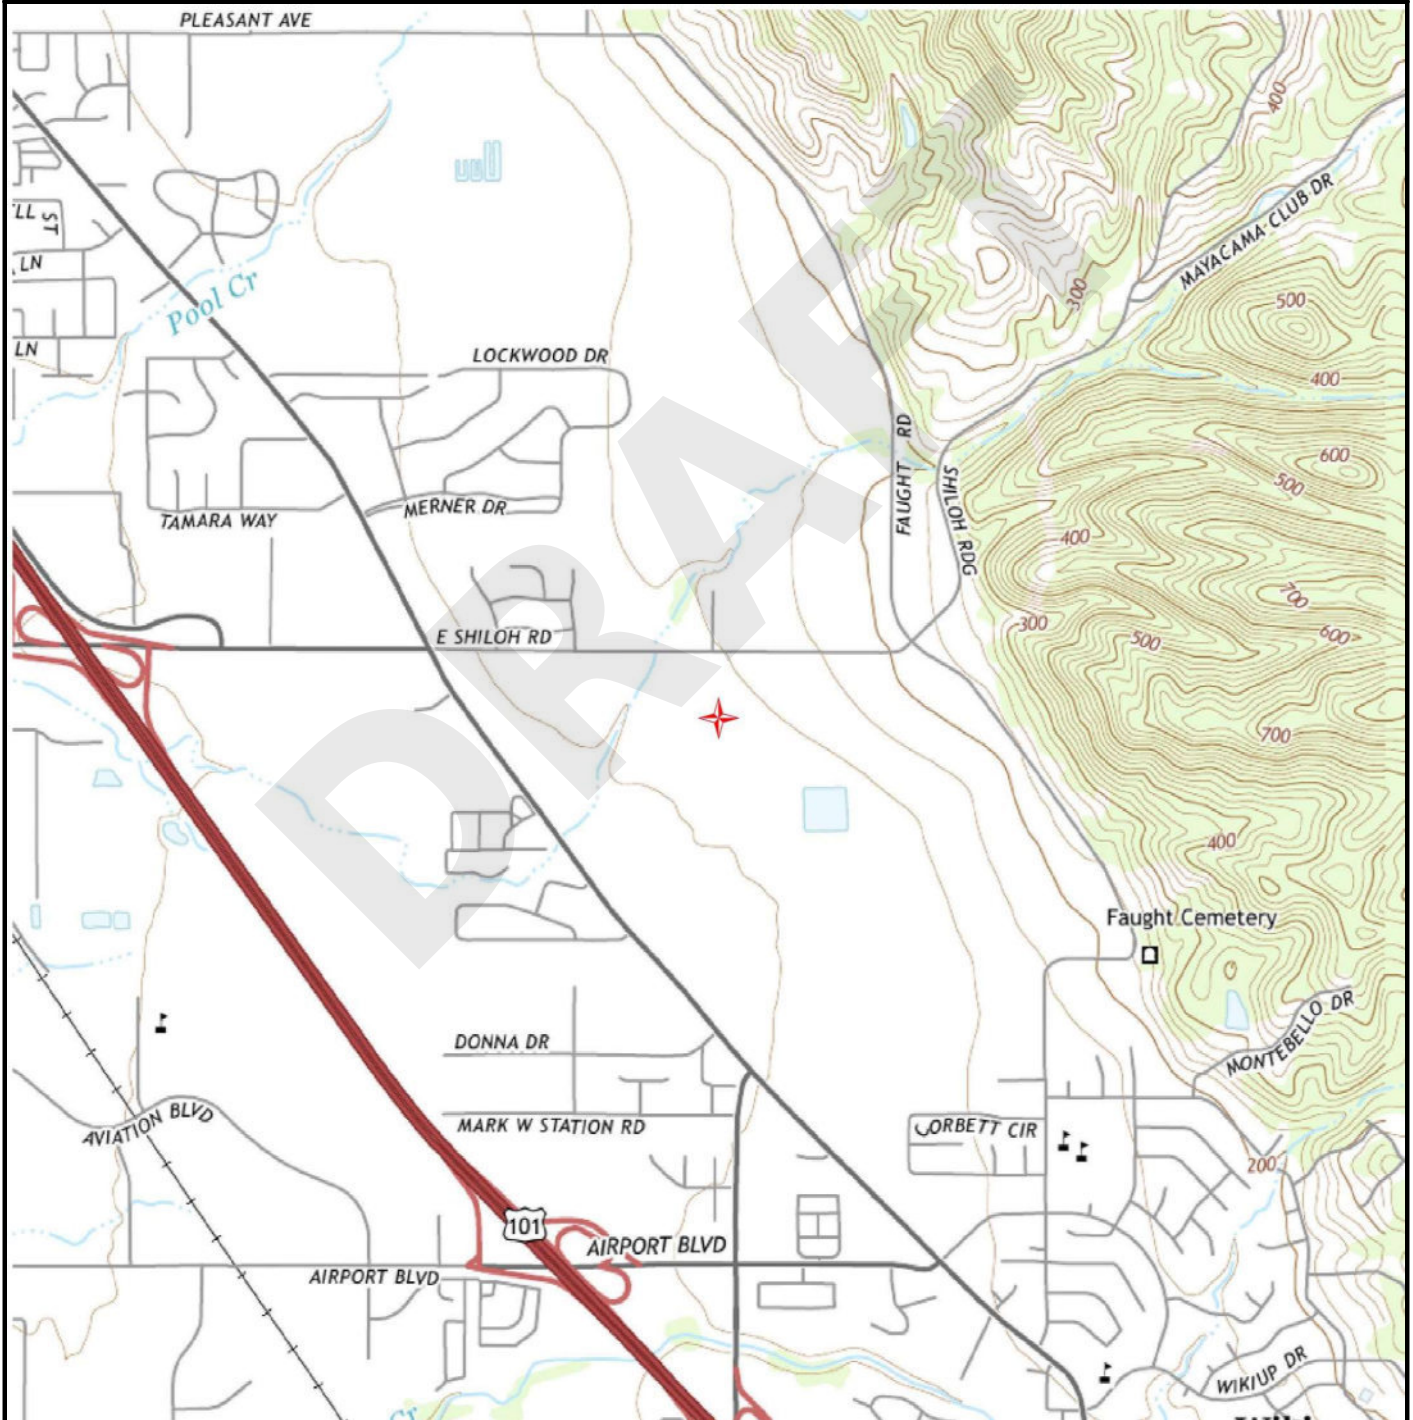 PLEASANT AVE
400
MAYACAMA CLUB DR
LL ST
LN
Pool Cr
300
500
LN
LOCKWOOD DR
400
FAUGHT RD
600
SHILOH RDG
500
MERNER DR
TAMARA WAY
400
700
E SHILOH RD
300
500
600
DRAFT
700
400
Faught Cemetery
MONTEBELLO DR
DONNA DR
AVIATION BLVD
MARK W STATION RD
CORBETT CIR
200
101
AIRPORT BLVD
AIRPORT BLVD
WIKIUP DR
Cr